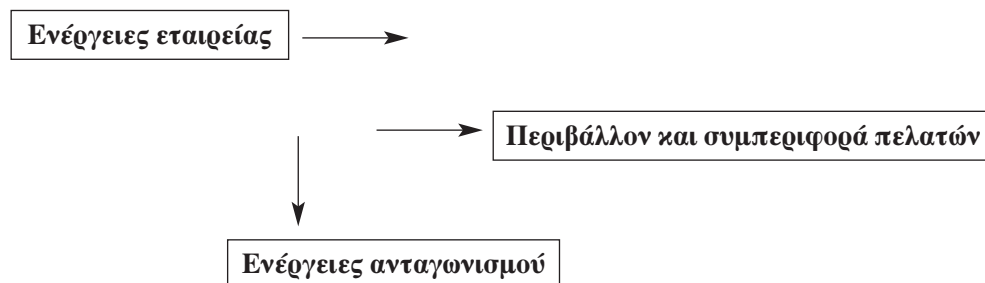 Ενέργειες εταιρείας
Περιβάλλον και συμπεριφορά πελατών
Ενέργειες ανταγωνισμού